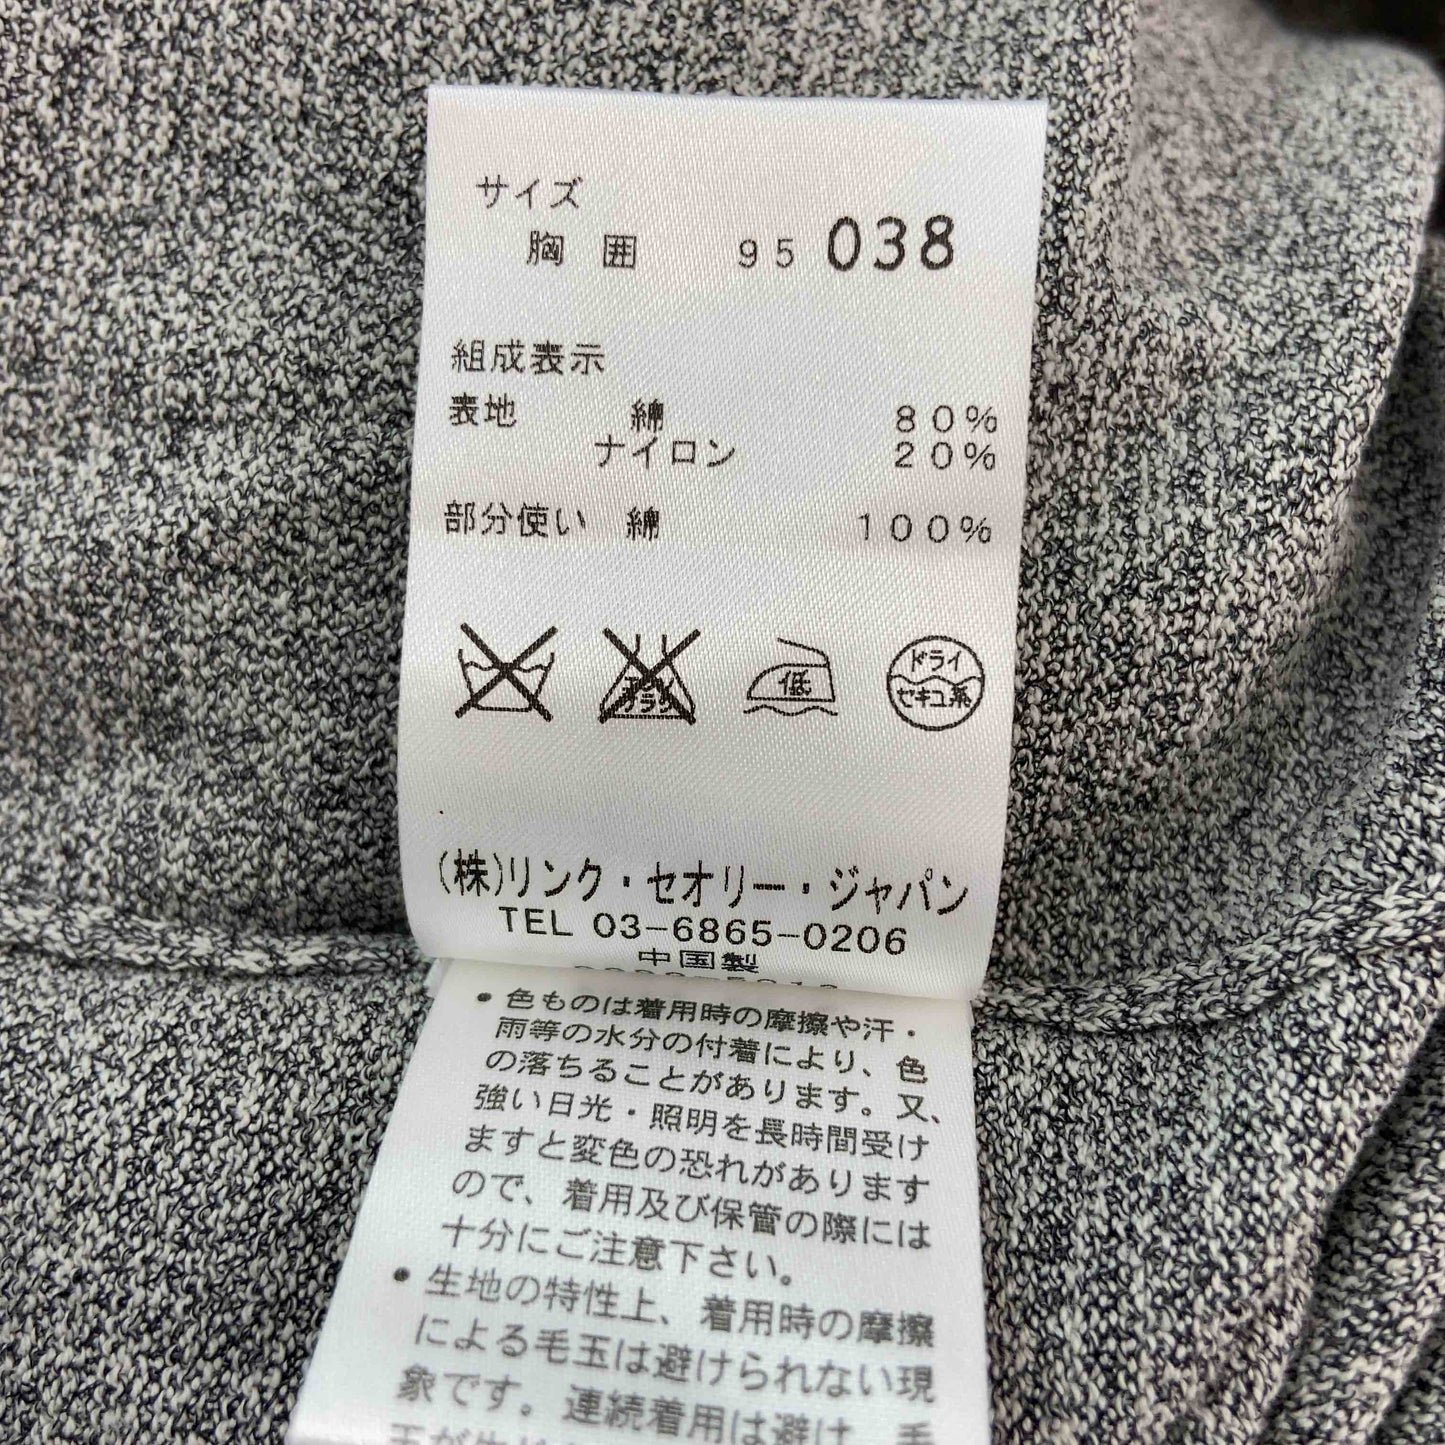 サイズ
胸囲 95 038
組成表示
表地 綿 80%
ナイロン 20%
部分使い 綿 100%
低
ドライ
セキユ系
(株)リンク・セオリー・ジャパン
TEL 03-6865-0206
中国製
・色ものは着用時の摩擦や汗・
雨等の水分の付着により、色
の落ちることがあります。又、
強い日光・照明を長時間受け
ますと変色の恐れがあります
ので、着用及び保管の際には
十分にご注意下さい。
・生地の特性上、着用時の摩擦
による毛玉は避けられない現
象です。連続着用は避け、毛